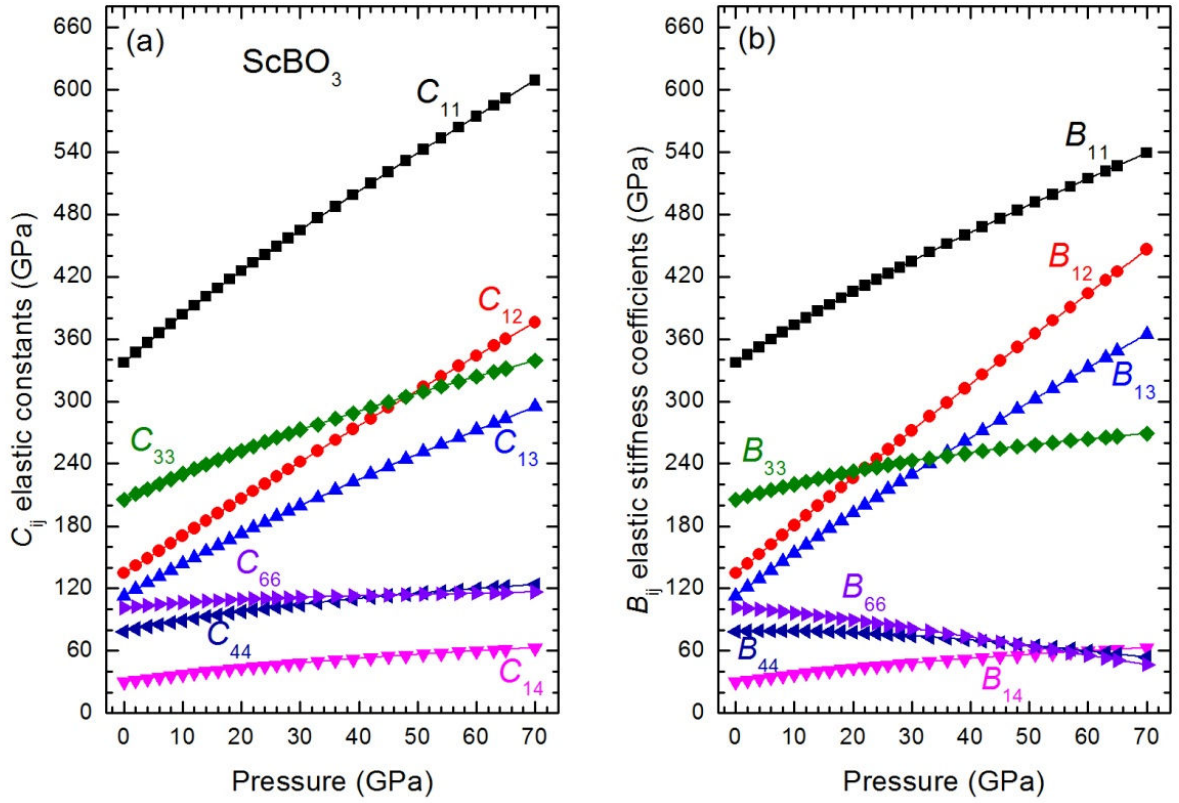 (a)
ScBO3
C11
C12
C33
C13
C66
C44
C14
Cij elastic constants (GPa)
660
600
540
480
420
360
300
240
180
120
60
0
0 10 20 30 40 50 60 70
Pressure (GPa)
(b)
B11
B12
B13
B33
B66
B44
B14
Bij elastic stiffness coefficients (GPa)
660
600
540
480
420
360
300
240
180
120
60
0
0 10 20 30 40 50 60 70
Pressure (GPa)